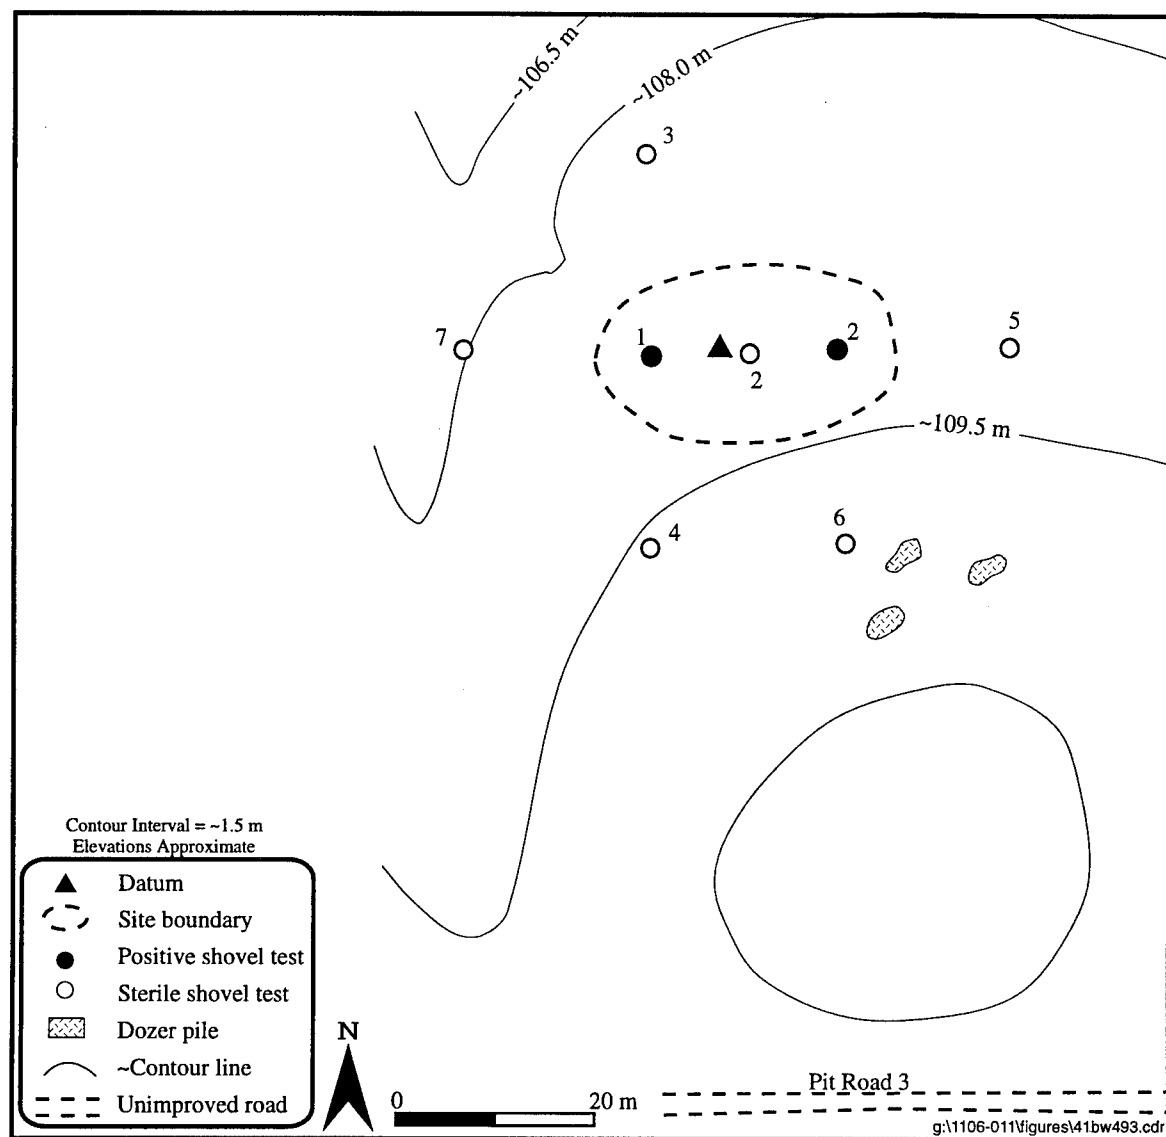 ~106.5 m
~108.0 m
3
7
1
2
2
5
~109.5 m
4
6
Contour Interval = ~1.5 m
Elevations Approximate
Datum
Site boundary
Positive shovel test
Sterile shovel test
Dozer pile
~Contour line
Unimproved road
N
0 20 m
Pit Road 3
g:\1106-011\figures\41bw493.cdr